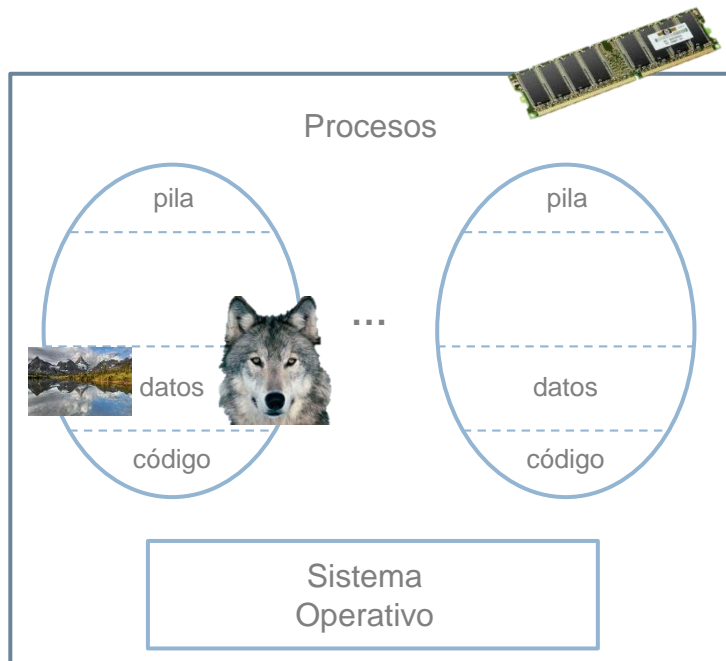 Procesos
pila
pila
...
datos
datos
código
código
Sistema
Operativo